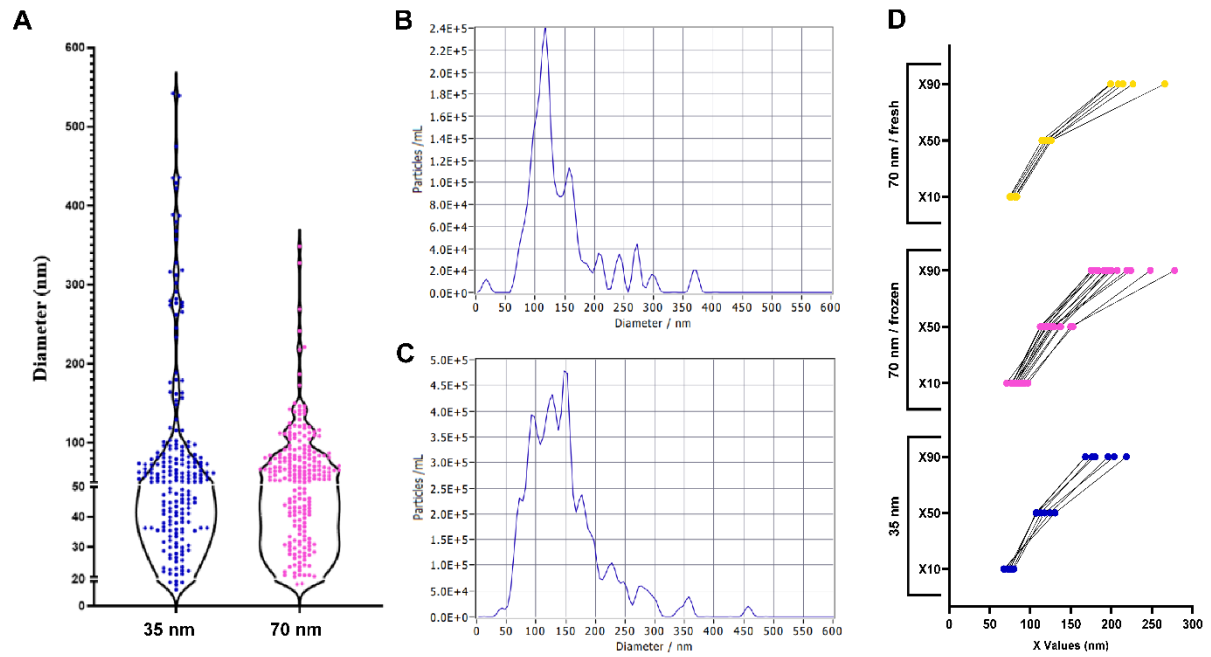 A
Diameter (nm)
600
500
400
300
200
100
50
40
30
20
0
35 nm
70 nm
B
Particles /mL
2.4E+5
2.2E+5
2.0E+5
1.8E+5
1.6E+5
1.4E+5
1.2E+5
1.0E+5
8.0E+4
6.0E+4
4.0E+4
2.0E+4
0.0E+0
0 50 100 150 200 250 300 350 400 450 500 550 600
Diameter / nm
C
Particles /mL
5.0E+5
4.5E+5
4.0E+5
3.5E+5
3.0E+5
2.5E+5
2.0E+5
1.5E+5
1.0E+5
5.0E+4
0.0E+0
0 50 100 150 200 250 300 350 400 450 500 550 600
Diameter / nm
D
70 nm / fresh
X90
X50
X10
70 nm / frozen
X90
X50
X10
35 nm
X90
X50
X10
0 50 100 150 200 250 300
X Values (nm)